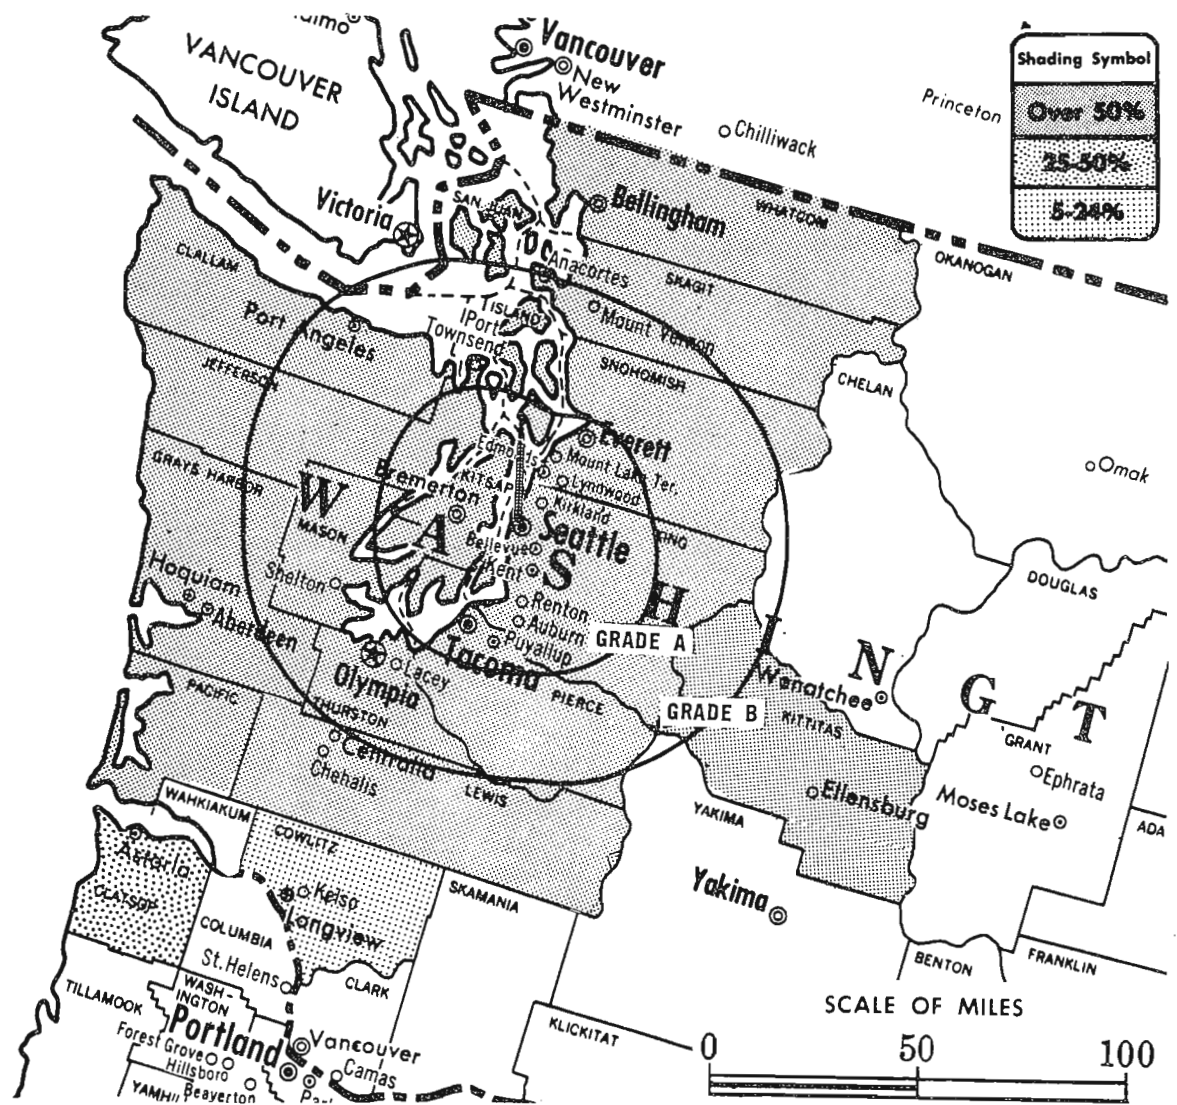 aimo
VANCOUVER
ISLAND
Vancouver
New
Westminster
Chilliwack
Princeton
Shading Symbol
Over 50%
25-50%
5-24%
Victoria
SAN JUAN
Bellingham
WHATCOM
OKANOGAN
CLALLAM
Anacortes
SKAGIT
ISLAND
Port
Townsend
Mount Vernon
Port Angeles
JEFFERSON
SNOHOMISH
CHELAN
Everett
Edmonds
Mount Lake Ter.
Lynnwood
Omak
GRAYS HARBOR
Bremerton
KITSAP
Kirkland
WASHINGT
MASON
Seattle
KING
Bellevue
Kent
Hoquiam
Shelton
DOUGLAS
Renton
Aberdeen
Auburn
Puyallup
GRADE A
Tacoma
Olympia
Lacey
Wenatchee
PACIFIC
THURSTON
PIERCE
GRADE B
KITTITAS
GRANT
Centralia
Chehalis
LEWIS
Ephrata
WAHKIAKUM
YAKIMA
Ellensburg
Moses Lake
ADA
COWLITZ
Astoria
CLATSOP
Kelso
Longview
SKAMANIA
Yakima
COLUMBIA
St. Helens
BENTON
FRANKLIN
TILLAMOOK
WASH-
INGTON
CLARK
SCALE OF MILES
Portland
Vancouver
KLICKITAT
0 50 100
Forest Grove
Hillsboro
Camas
Beaverton
YAMHIL